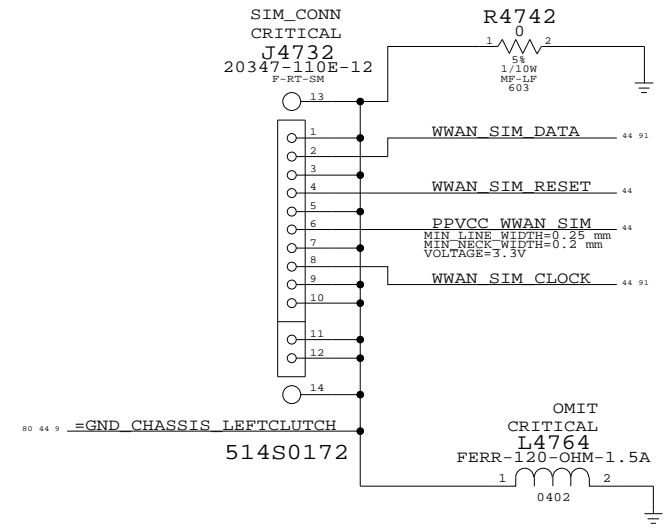 SIM_CONN
CRITICAL
J4732
20347-110E-12
F-RT-SM
13
1
2
3
4
5
6
7
8
9
10
11
12
14
514S0172
R4742
0
1 2
5%
1/10W
MF-LF
603
WWAN_SIM_DATA 44 91
WWAN_SIM_RESET 44
PPVCC_WWAN_SIM 44
MIN_LINE_WIDTH=0.25 mm
MIN_NECK_WIDTH=0.2 mm
VOLTAGE=3.3V
WWAN_SIM_CLOCK 44 91
80 44 9 =GND_CHASSIS_LEFTCLUTCH
OMIT
CRITICAL
L4764
FERR-120-OHM-1.5A
1 2
0402